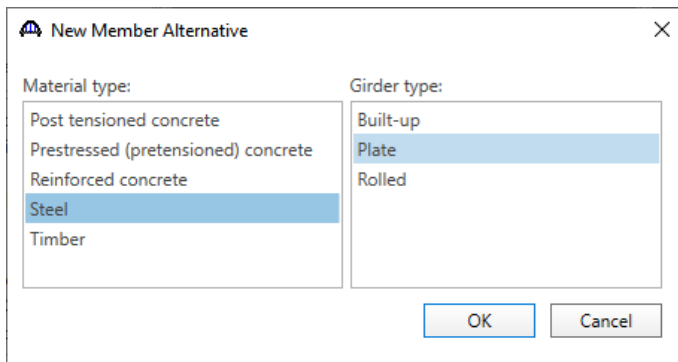 New Member Alternative
Material type:
Post tensioned concrete
Prestressed (pretensioned) concrete
Reinforced concrete
Steel
Timber
Girder type:
Built-up
Plate
Rolled
OK
Cancel